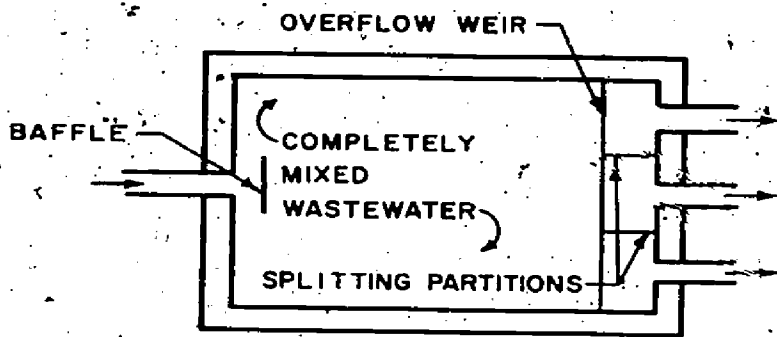 OVERFLOW WEIR
BAFFLE
COMPLETELY
MIXED
WASTEWATER
SPLITTING PARTITIONS